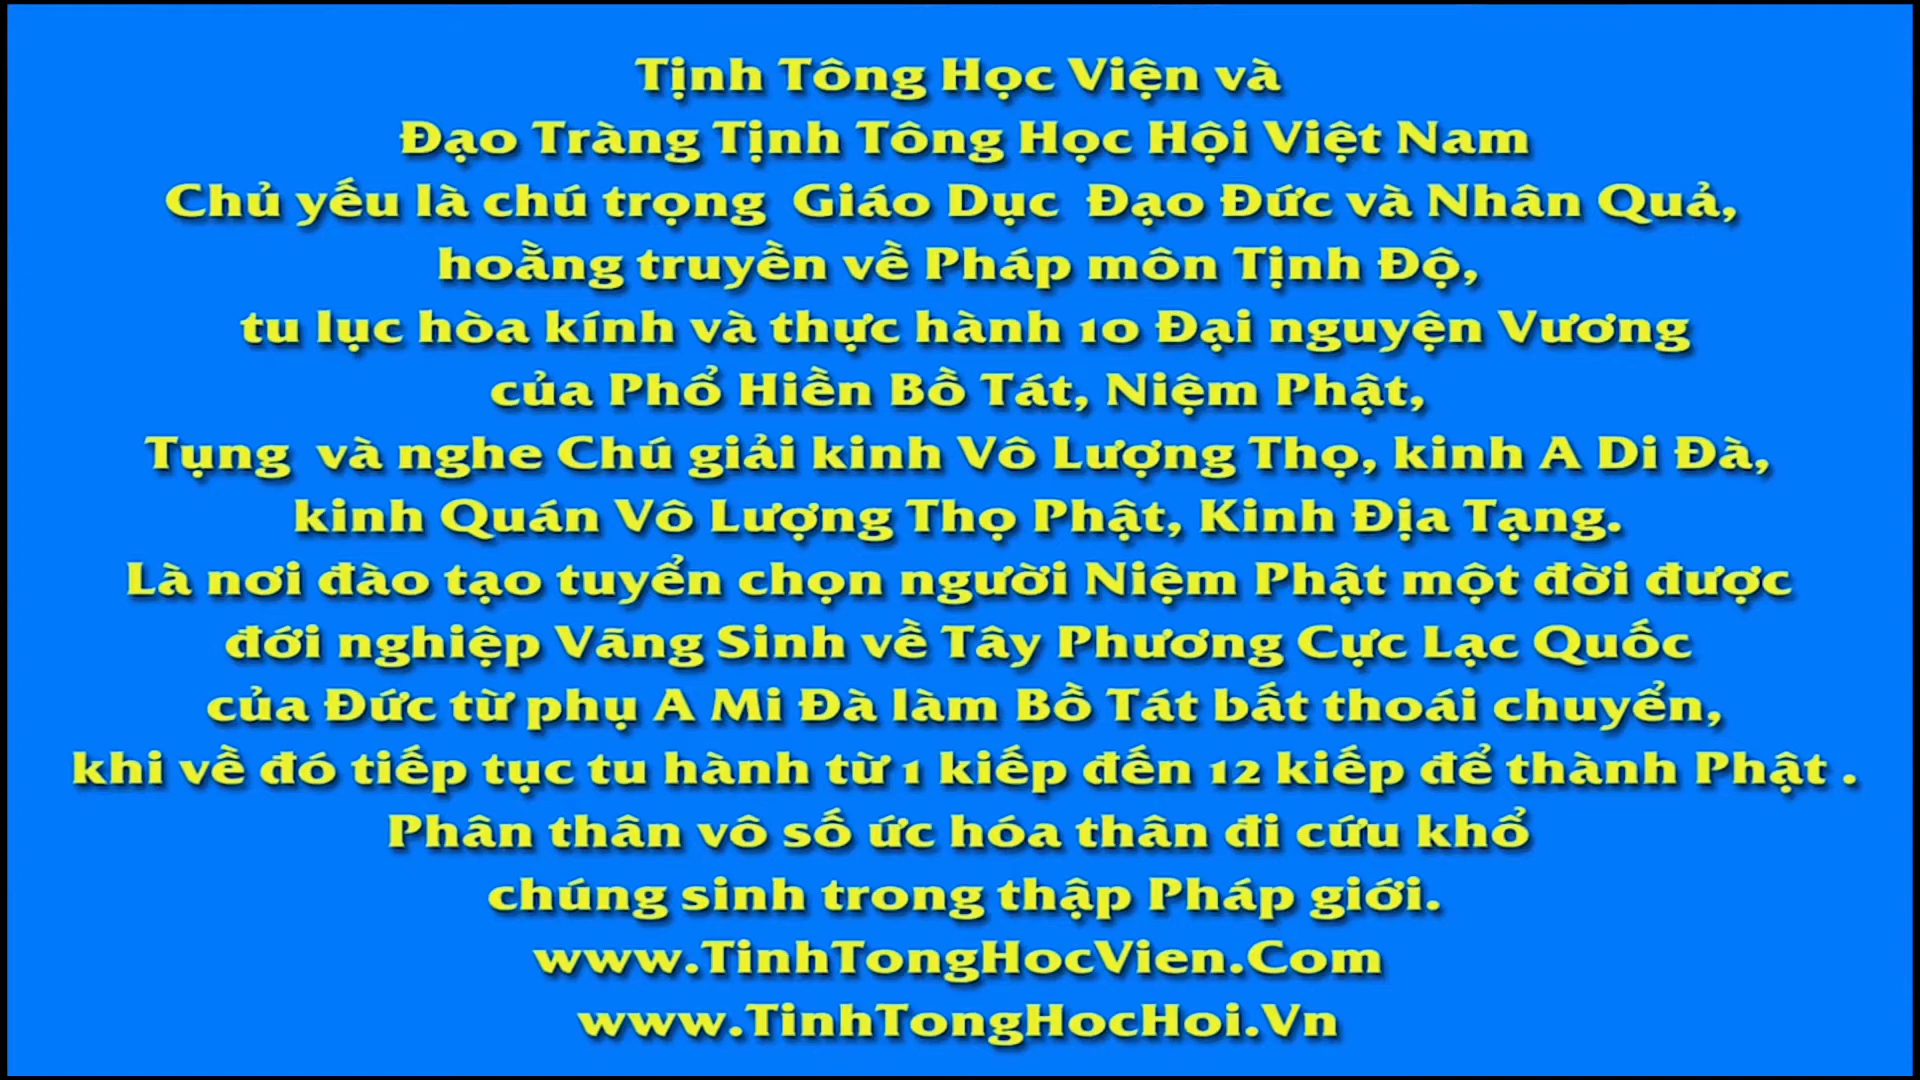 Tịnh Tông Học Viện và
Đạo Tràng Tịnh Tông Học Hội Việt Nam
Chủ yếu là chú trọng Giáo Dục Đạo Đức và Nhân Quả,
hoằng truyền về Pháp môn Tịnh Độ,
tu lục hòa kính và thực hành 10 Đại nguyện Vương
của Phổ Hiền Bồ Tát, Niệm Phật,
Tụng và nghe Chú giải kinh Vô Lượng Thọ, kinh A Di Đà,
kinh Quán Vô Lượng Thọ Phật, Kinh Địa Tạng.
Là nơi đào tạo tuyển chọn người Niệm Phật một đời được
đới nghiệp Vãng Sinh về Tây Phương Cực Lạc Quốc
của Đức từ phụ A Mi Đà làm Bồ Tát bất thoái chuyển,
khi về đó tiếp tục tu hành từ 1 kiếp đến 12 kiếp để thành Phật .
Phân thân vô số ức hóa thân đi cứu khổ
chúng sinh trong thập Pháp giới.
www.TinhTongHocVien.Com
www.TinhTongHocHoi.Vn